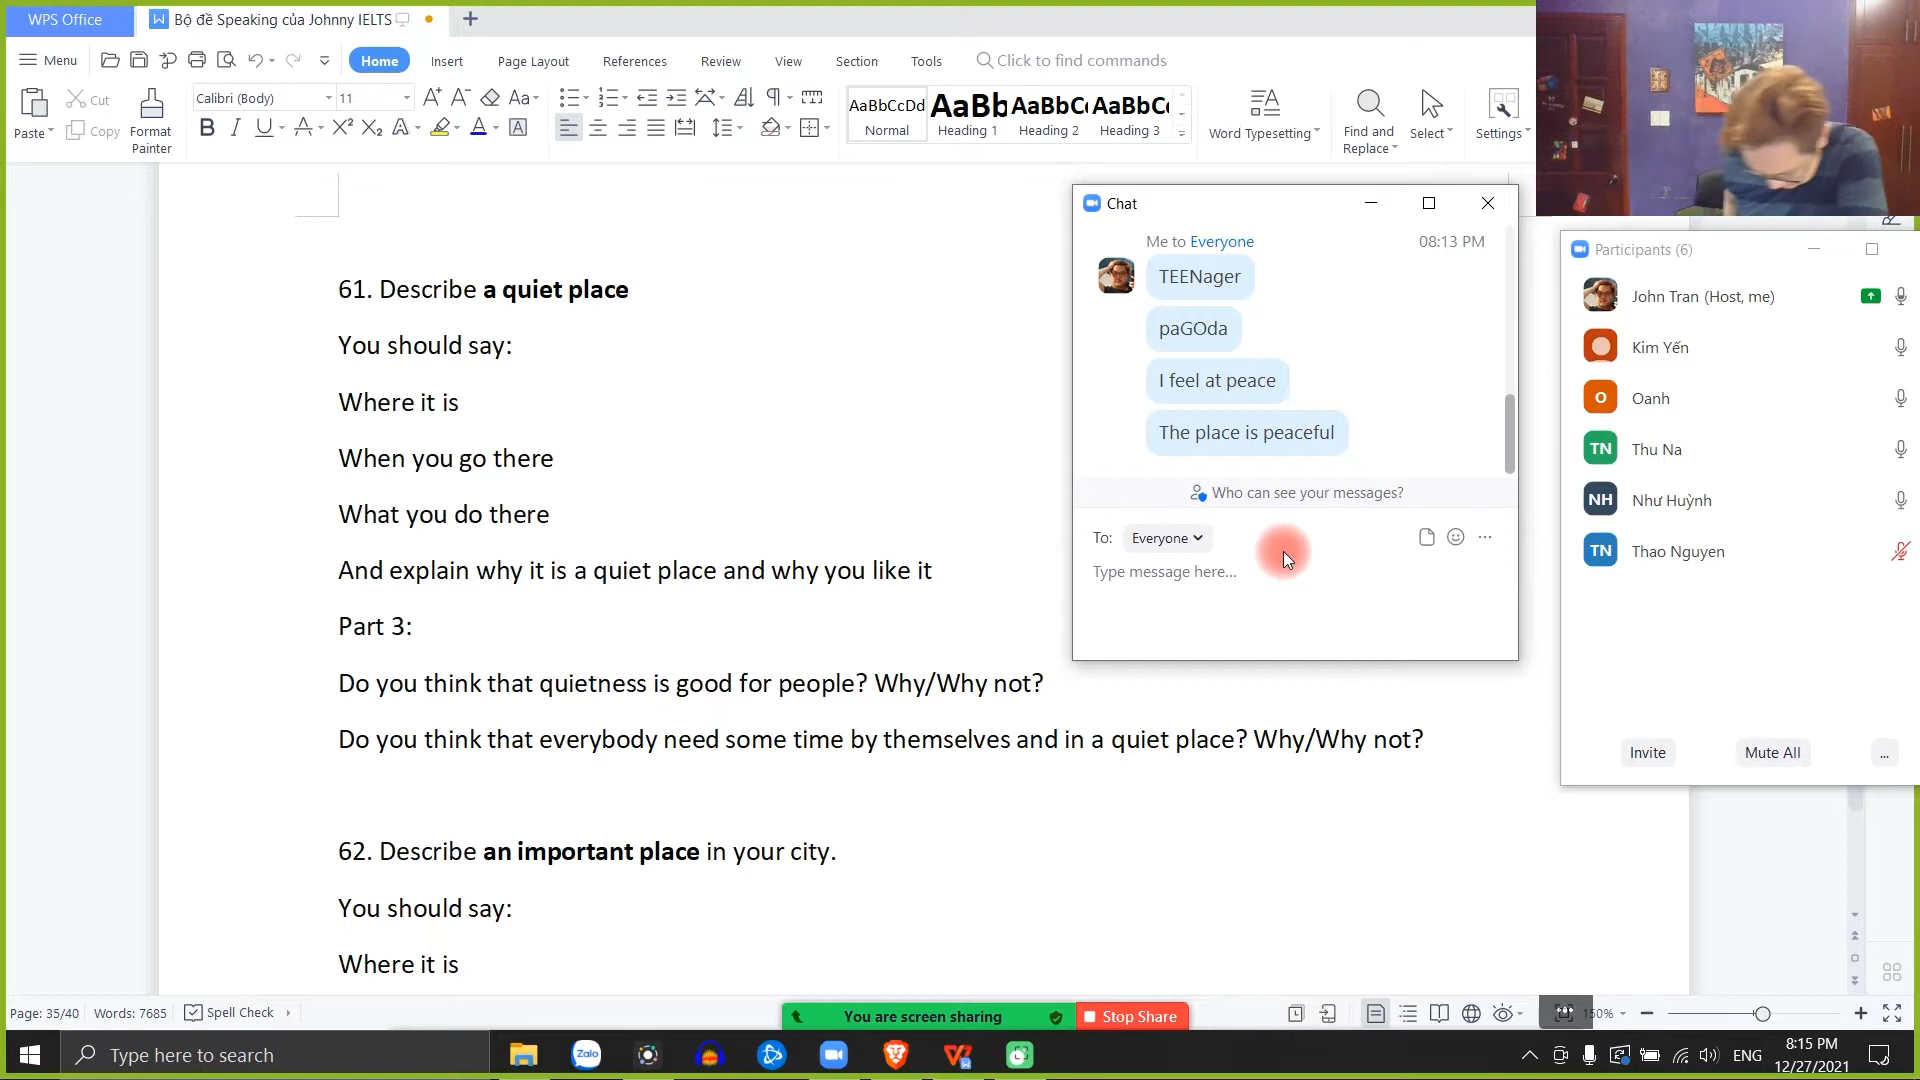 WPS Office
Bộ đề Speaking của Johnny IELTS
Menu
Home
Insert
Page Layout
References
Review
View
Section
Tools
Click to find commands
Paste
Cut
Copy
Format
Painter
Calibri (Body)
11
AaBbCcDd
Normal
AaBb
Heading 1
AaBbC
Heading 2
AaBbC
Heading 3
Word Typesetting
Find and
Replace
Select
Settings
61. Describe a quiet place
You should say:
Where it is
When you go there
What you do there
And explain why it is a quiet place and why you like it
Part 3:
Do you think that quietness is good for people? Why/Why not?
Do you think that everybody need some time by themselves and in a quiet place? Why/Why not?
62. Describe an important place in your city.
You should say:
Where it is
Chat
Me to Everyone
08:13 PM
TEENager
paGOda
I feel at peace
The place is peaceful
Who can see your messages?
To: Everyone
Type message here...
Participants (6)
John Tran (Host, me)
Kim Yến
O Oanh
TN Thu Na
NH Như Huỳnh
TN Thao Nguyen
Invite
Mute All
...
Page: 35/40
Words: 7685
Spell Check
You are screen sharing
Stop Share
150%
Type here to search
Zalo
ENG
8:15 PM
12/27/2021